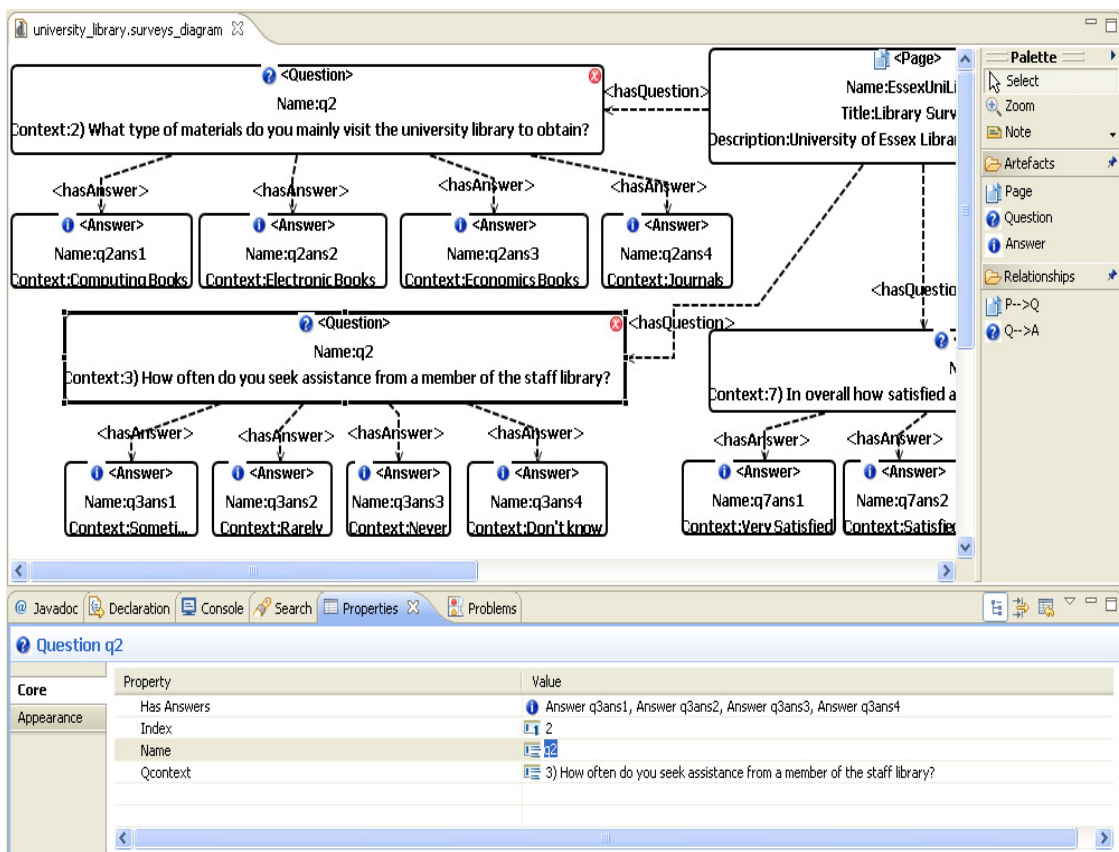 university_library.surveys_diagram
<Question>
Name:q2
Context:2) What type of materials do you mainly visit the university library to obtain?
<hasQuestion>
<Page>
Name:EssexUniLi
Title:Library Surv
Description:University of Essex Librar
<hasAnswer>
<hasAnswer>
<hasAnswer>
<hasAnswer>
<Answer>
Name:q2ans1
Context:Computing Books
<Answer>
Name:q2ans2
Context:Electronic Books
<Answer>
Name:q2ans3
Context:Economics Books
<Answer>
Name:q2ans4
Context:Journals
<Question>
Name:q2
Context:3) How often do you seek assistance from a member of the staff library?
<hasQuestion>
<hasQuestio
<
N
Context:7) In overall how satisfied a
<hasAnswer>
<hasAnswer>
<hasAnswer>
<hasAnswer>
<hasAnswer>
<hasAnswer>
<Answer>
Name:q3ans1
Context:Someti...
<Answer>
Name:q3ans2
Context:Rarely
<Answer>
Name:q3ans3
Context:Never
<Answer>
Name:q3ans4
Context:Don't know
<Answer>
Name:q7ans1
Context:Very Satisfied
<Answer>
Name:q7ans2
Context:Satisfied
Palette
Select
Zoom
Note
Artefacts
Page
Question
Answer
Relationships
P-->Q
Q-->A
@ Javadoc
Declaration
Console
Search
Properties
Problems
Question q2
Core
Appearance
Property Value
Has Answers Answer q3ans1, Answer q3ans2, Answer q3ans3, Answer q3ans4
Index 2
Name q2
Qcontext 3) How often do you seek assistance from a member of the staff library?